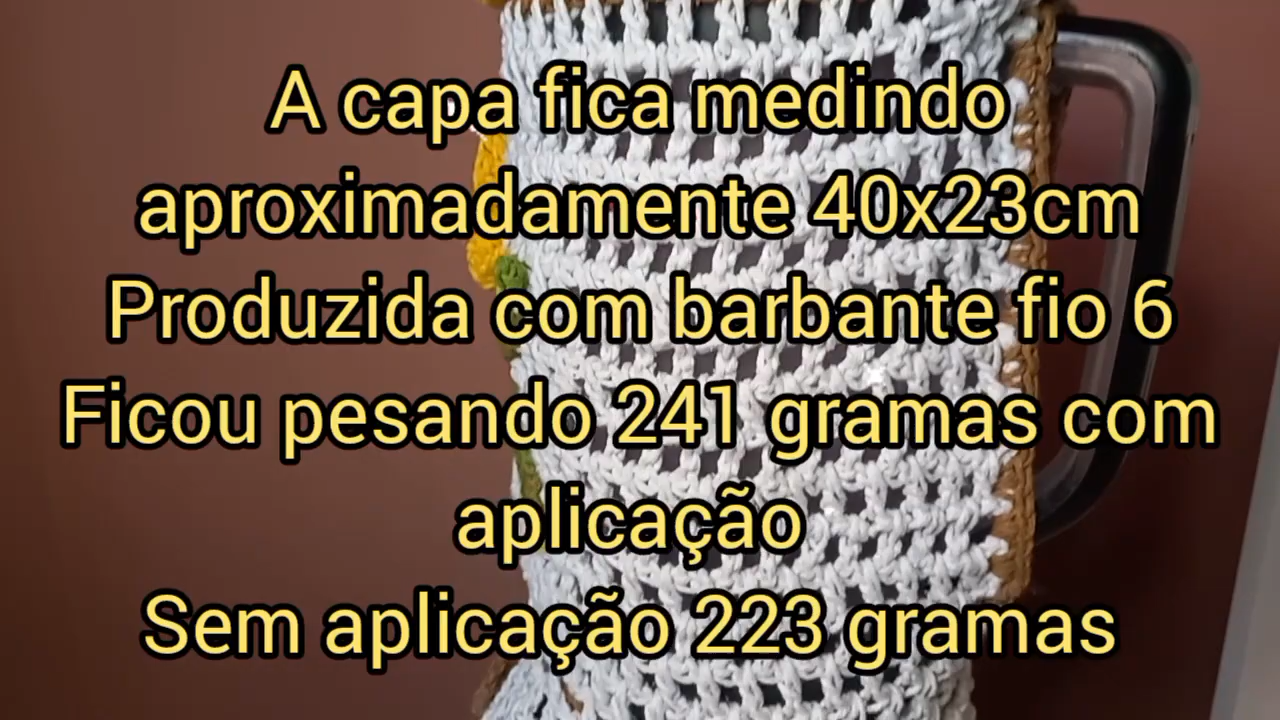 A capa fica medindo
aproximadamente 40x23cm
Produzida com barbante fio 6
Ficou pesando 241 gramas com
aplicação
Sem aplicação 223 gramas